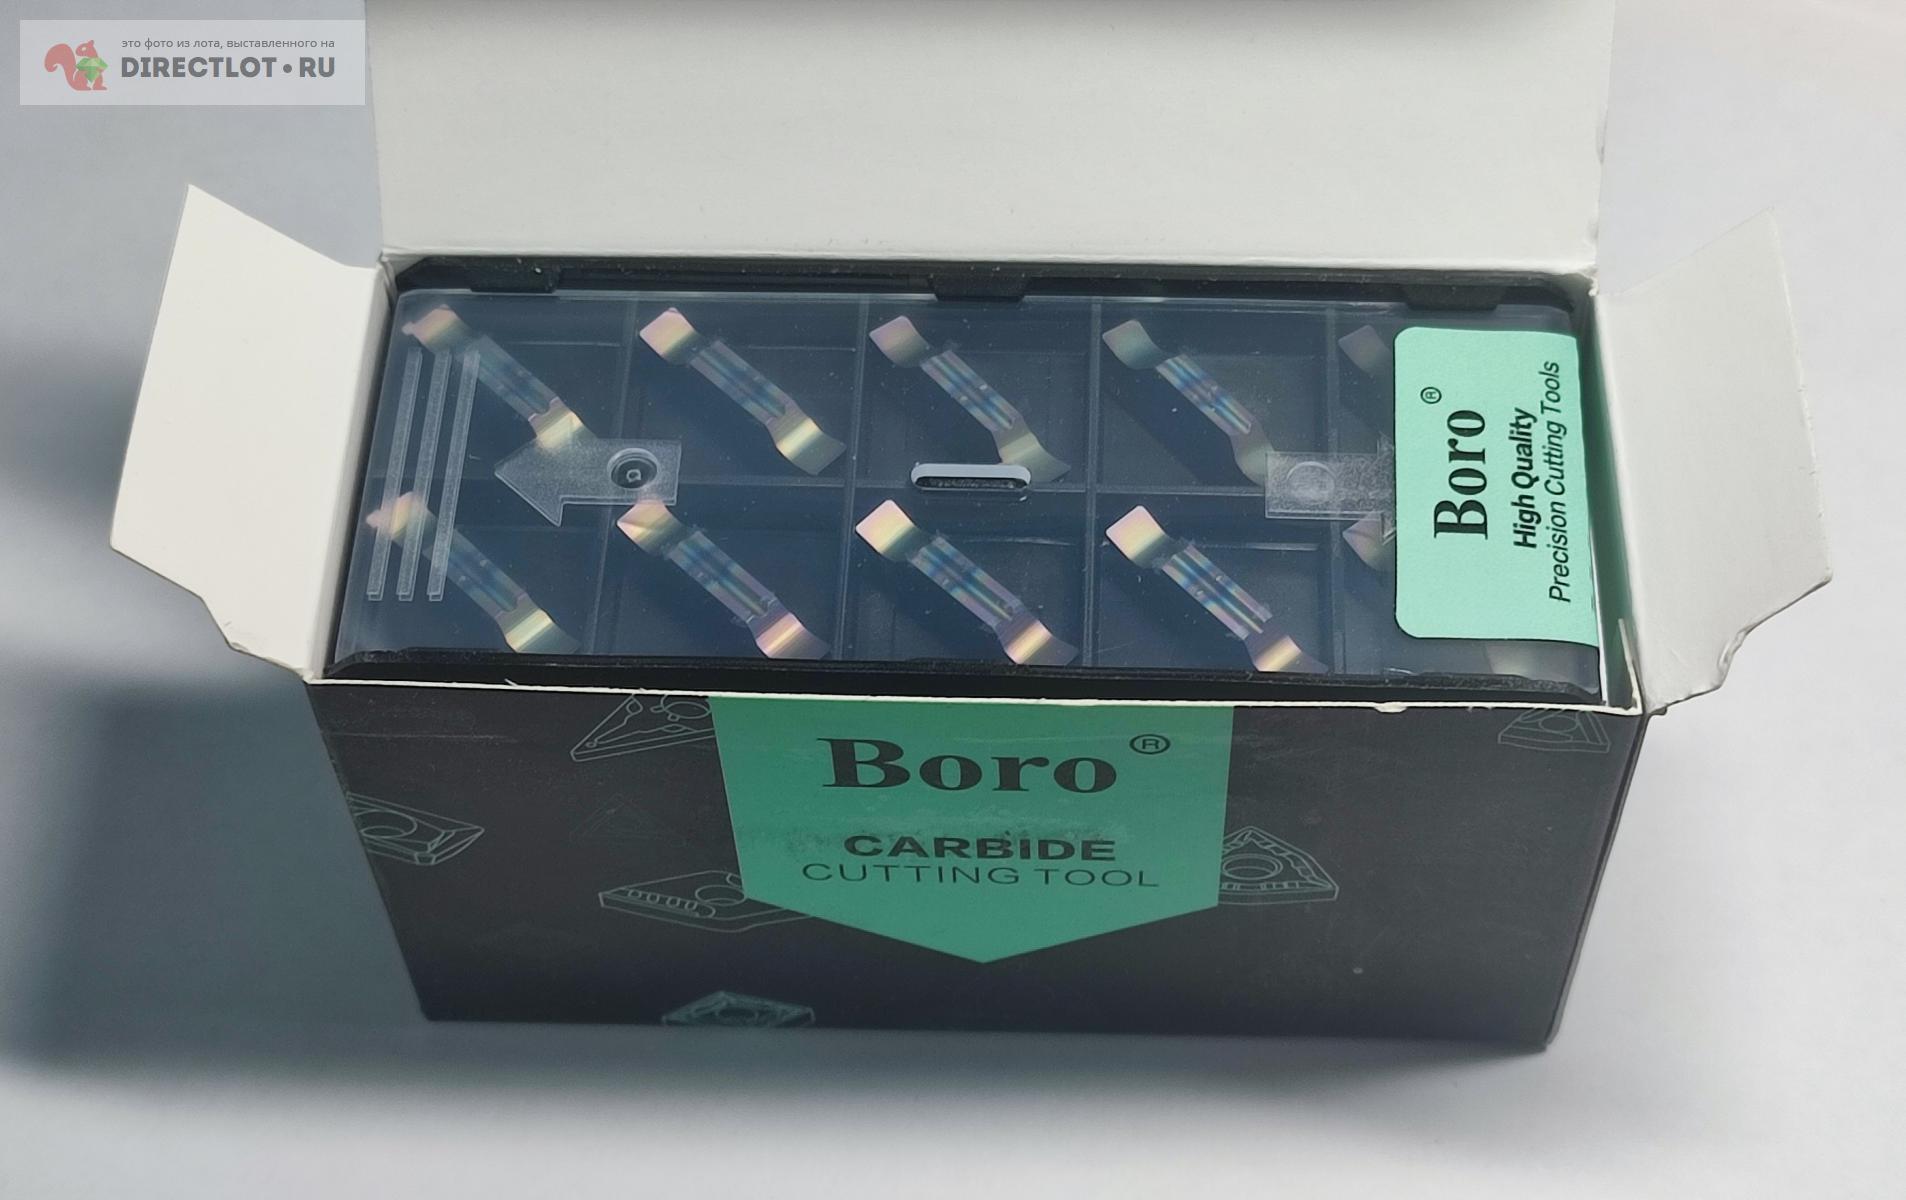 это фото из лота, выставленного на
DIRECTLOT•RU
Boro®
High Quality
Precision Cutting Tools
Boro®
CARBIDE
CUTTING TOOL